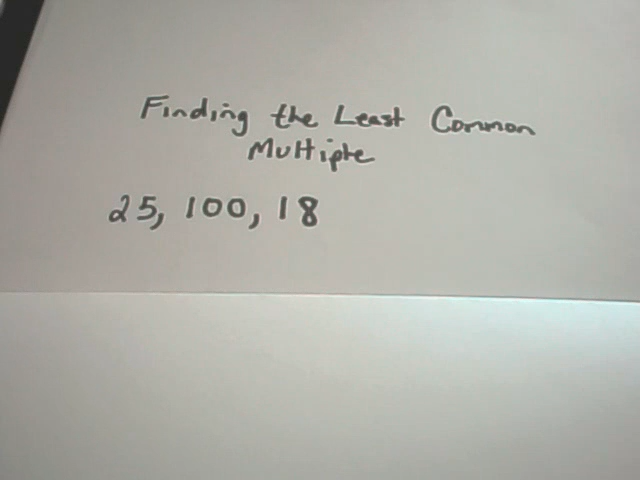 Finding the Least Common
Multiple
25, 100, 18